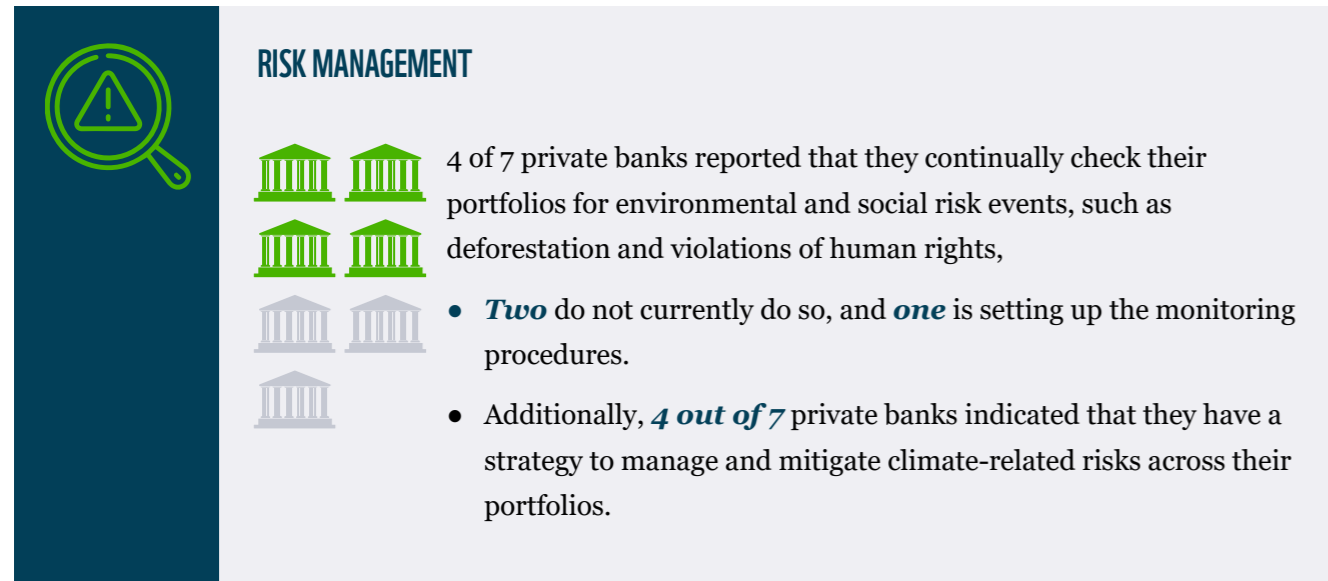 RISK MANAGEMENT
4 of 7 private banks reported that they continually check their
portfolios for environmental and social risk events, such as
deforestation and violations of human rights,
● Two do not currently do so, and one is setting up the monitoring
procedures.
● Additionally, 4 out of 7 private banks indicated that they have a
strategy to manage and mitigate climate-related risks across their
portfolios.